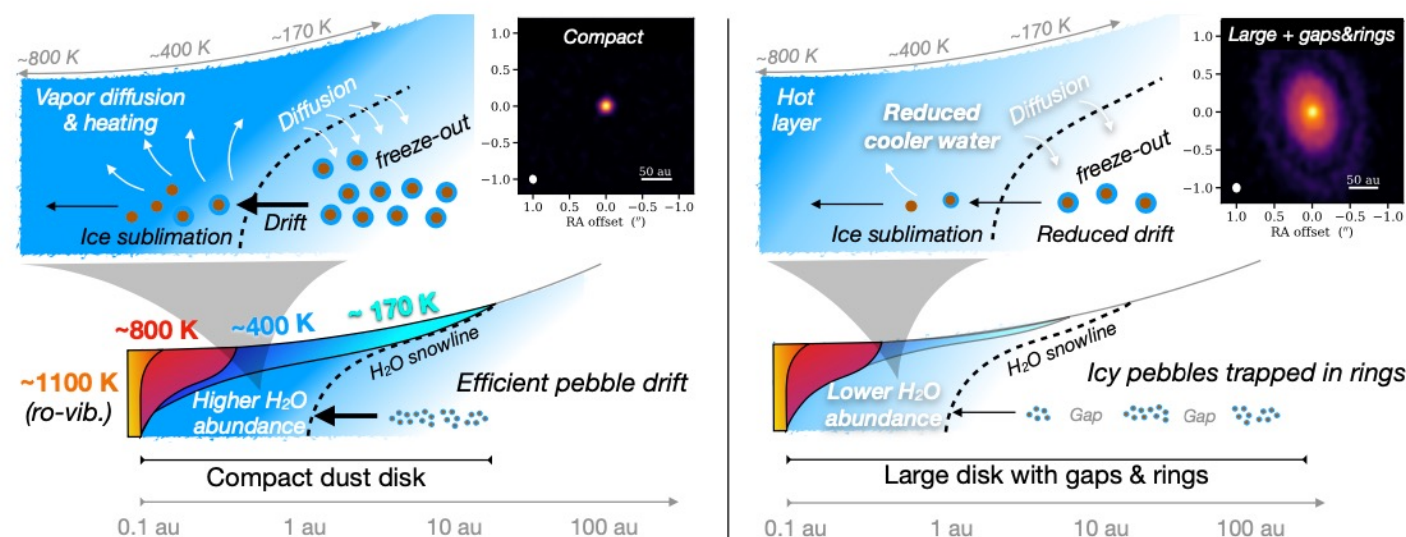 ~800 K
~400 K
~170 K
Vapor diffusion
& heating
Diffusion
freeze-out
Drift
Ice sublimation
Compact
1.0
0.5
0.0
−0.5
−1.0
50 au
1.0 0.5 0.0 −0.5 −1.0
RA offset (″)
~800 K
~400 K
~ 170 K
~1100 K
(ro-vib.)
H₂O snowline
Efficient pebble drift
Higher H₂O
abundance
Compact dust disk
0.1 au 1 au 10 au 100 au
~800 K
~400 K
~170 K
Hot
layer
Reduced
cooler water
Diffusion
freeze-out
Ice sublimation
Reduced drift
Large + gaps&rings
1.0
0.5
0.0
−0.5
−1.0
50 au
1.0 0.5 0.0 −0.5 −1.0
RA offset (″)
H₂O snowline
Icy pebbles trapped in rings
Lower H₂O
abundance
Gap Gap
Large disk with gaps & rings
0.1 au 1 au 10 au 100 au